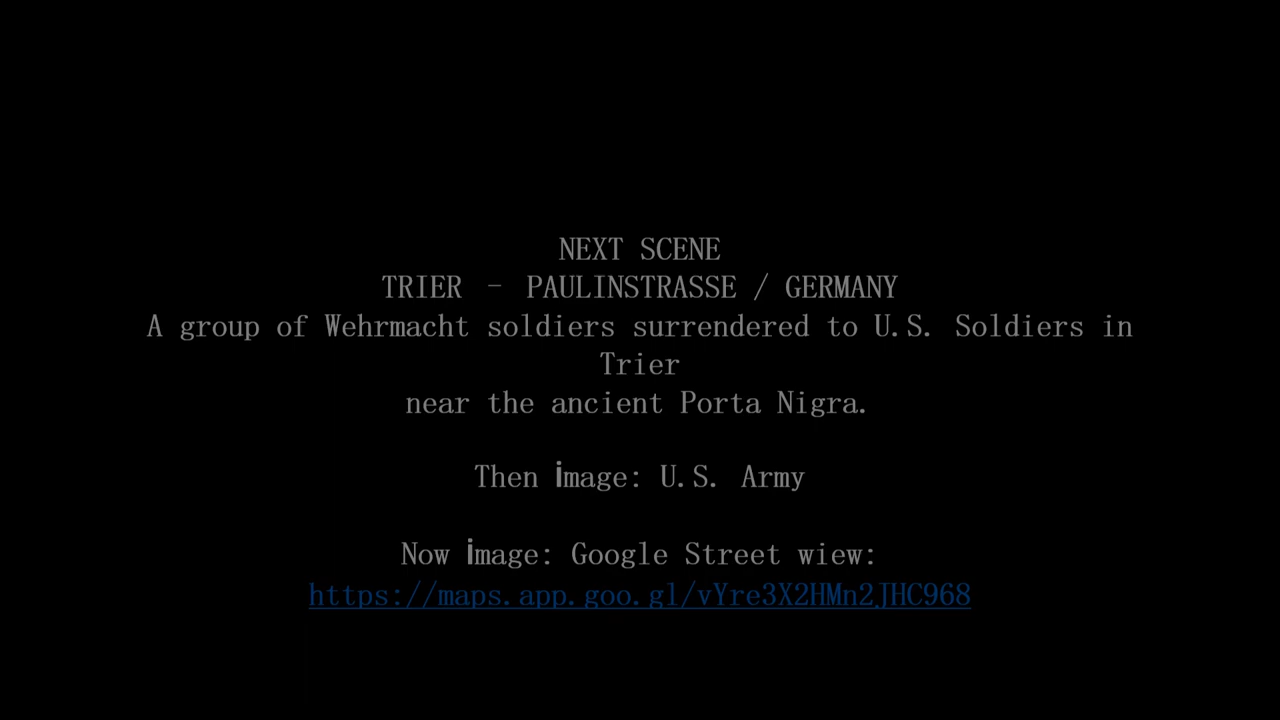 NEXT SCENE
TRIER - PAULINSTRASSE / GERMANY
A group of Wehrmacht soldiers surrendered to U.S. Soldiers in
Trier
near the ancient Porta Nigra.
Then image: U.S. Army
Now image: Google Street wiew:
https://maps.app.goo.gl/vYre3X2HMn2JHC968